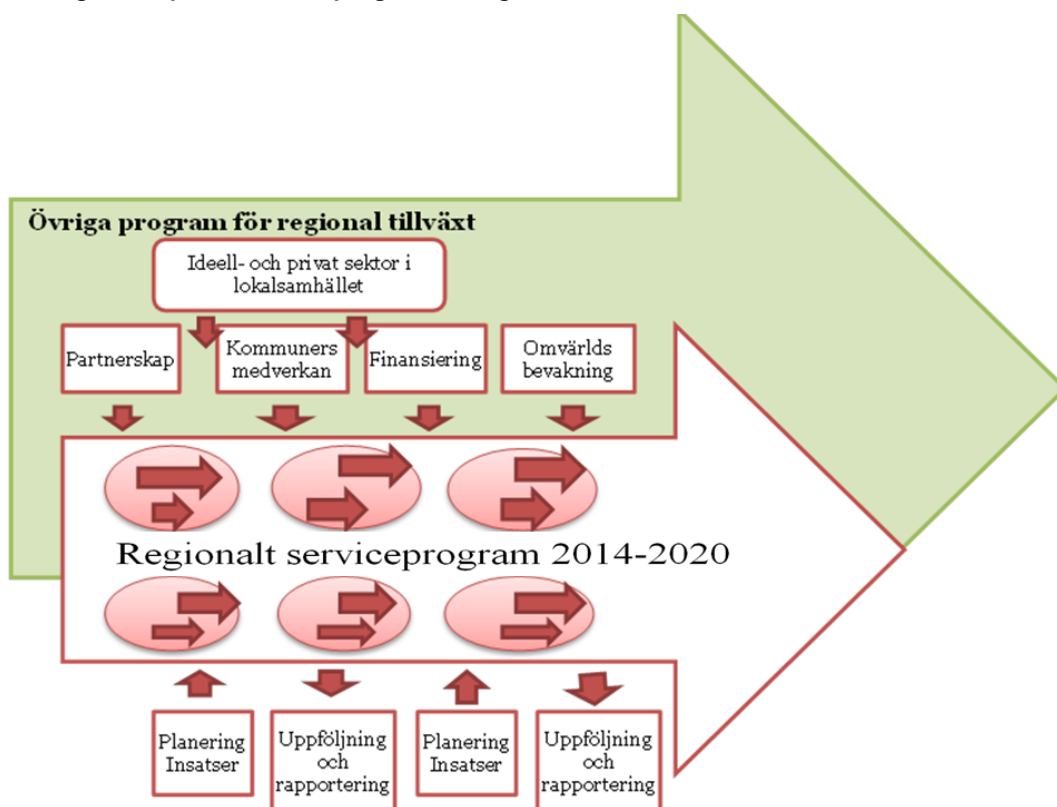 Övriga program för regional tillväxt
Ideell- och privat sektor i
lokalsamhället
Partnerskap
Kommuners
medverkan
Finansiering
Omvärlds
bevakning
Regionalt serviceprogram 2014-2020
Planering
Insatser
Uppföljning
och
rapportering
Planering
Insatser
Uppföljning
och
rapportering